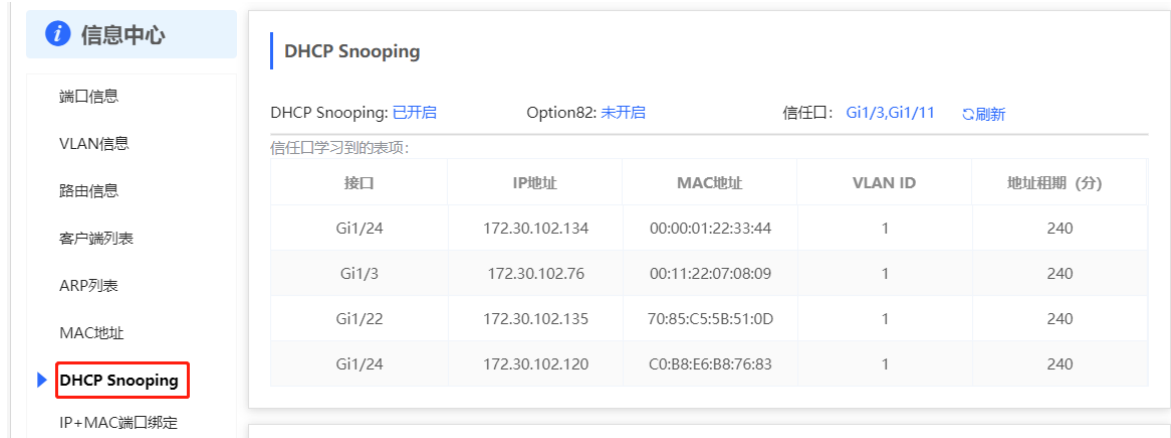 信息中心
端口信息
VLAN信息
路由信息
客户端列表
ARP列表
MAC地址
DHCP Snooping
IP+MAC端口绑定
DHCP Snooping
DHCP Snooping: 已开启 Option82: 未开启 信任口: Gi1/3,Gi1/11 刷新
信任口学习到的表项:
接口 IP地址 MAC地址 VLAN ID 地址租期 (分)
Gi1/24 172.30.102.134 00:00:01:22:33:44 1 240
Gi1/3 172.30.102.76 00:11:22:07:08:09 1 240
Gi1/22 172.30.102.135 70:85:C5:5B:51:0D 1 240
Gi1/24 172.30.102.120 C0:B8:E6:B8:76:83 1 240